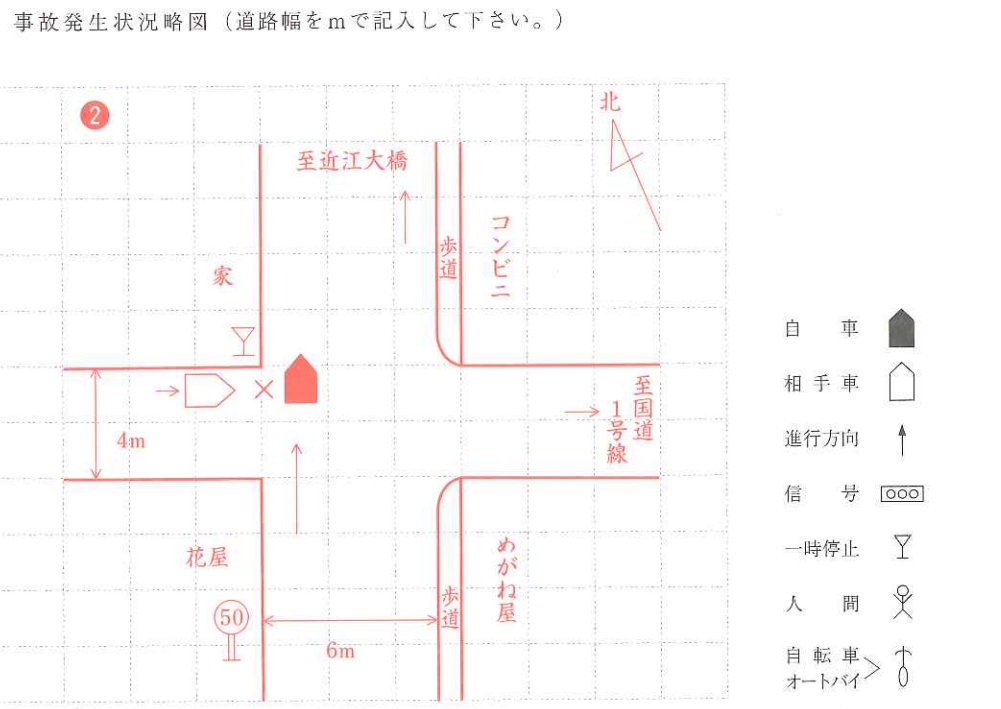 事故発生状況略図（道路幅をmで記入して下さい。）
2
北
至近江大橋
歩道
コンビニ
家
至国道
1号線
4m
花屋
めがね屋
50
歩道
6m
自車
相手車
進行方向
信号
一時停止
人間
自転車
オートバイ